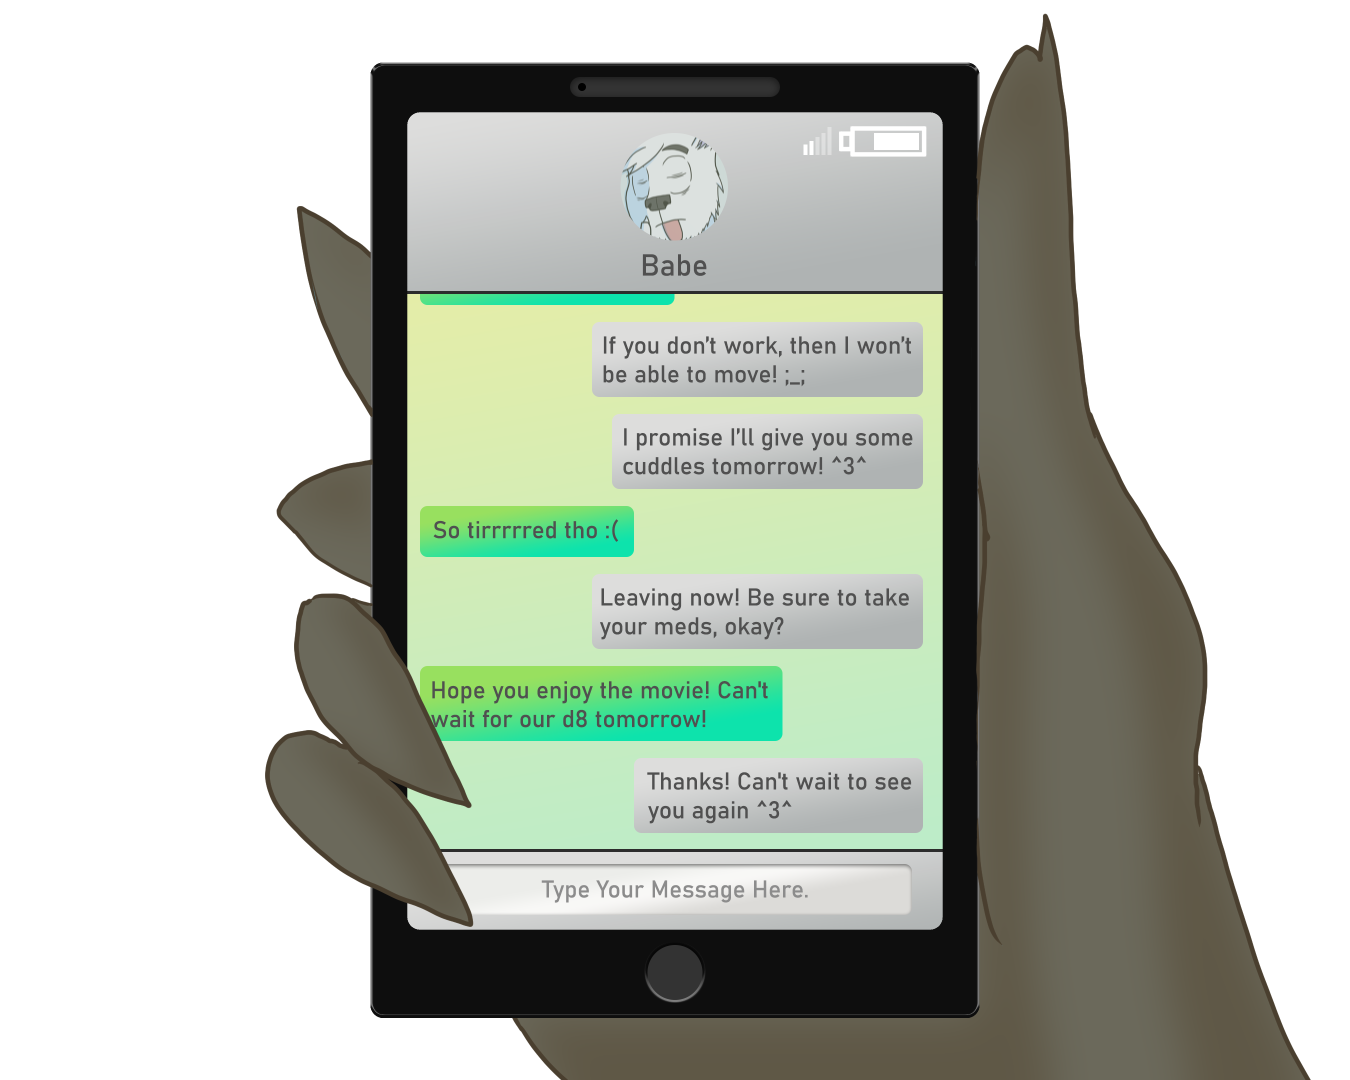 Babe
If you don't work, then I won't
be able to move! ;_;
I promise I'll give you some
cuddles tomorrow! ^3^
So tirrrrred tho :(
Leaving now! Be sure to take
your meds, okay?
Hope you enjoy the movie! Can't
wait for our d8 tomorrow!
Thanks! Can't wait to see
you again ^3^
Type Your Message Here.